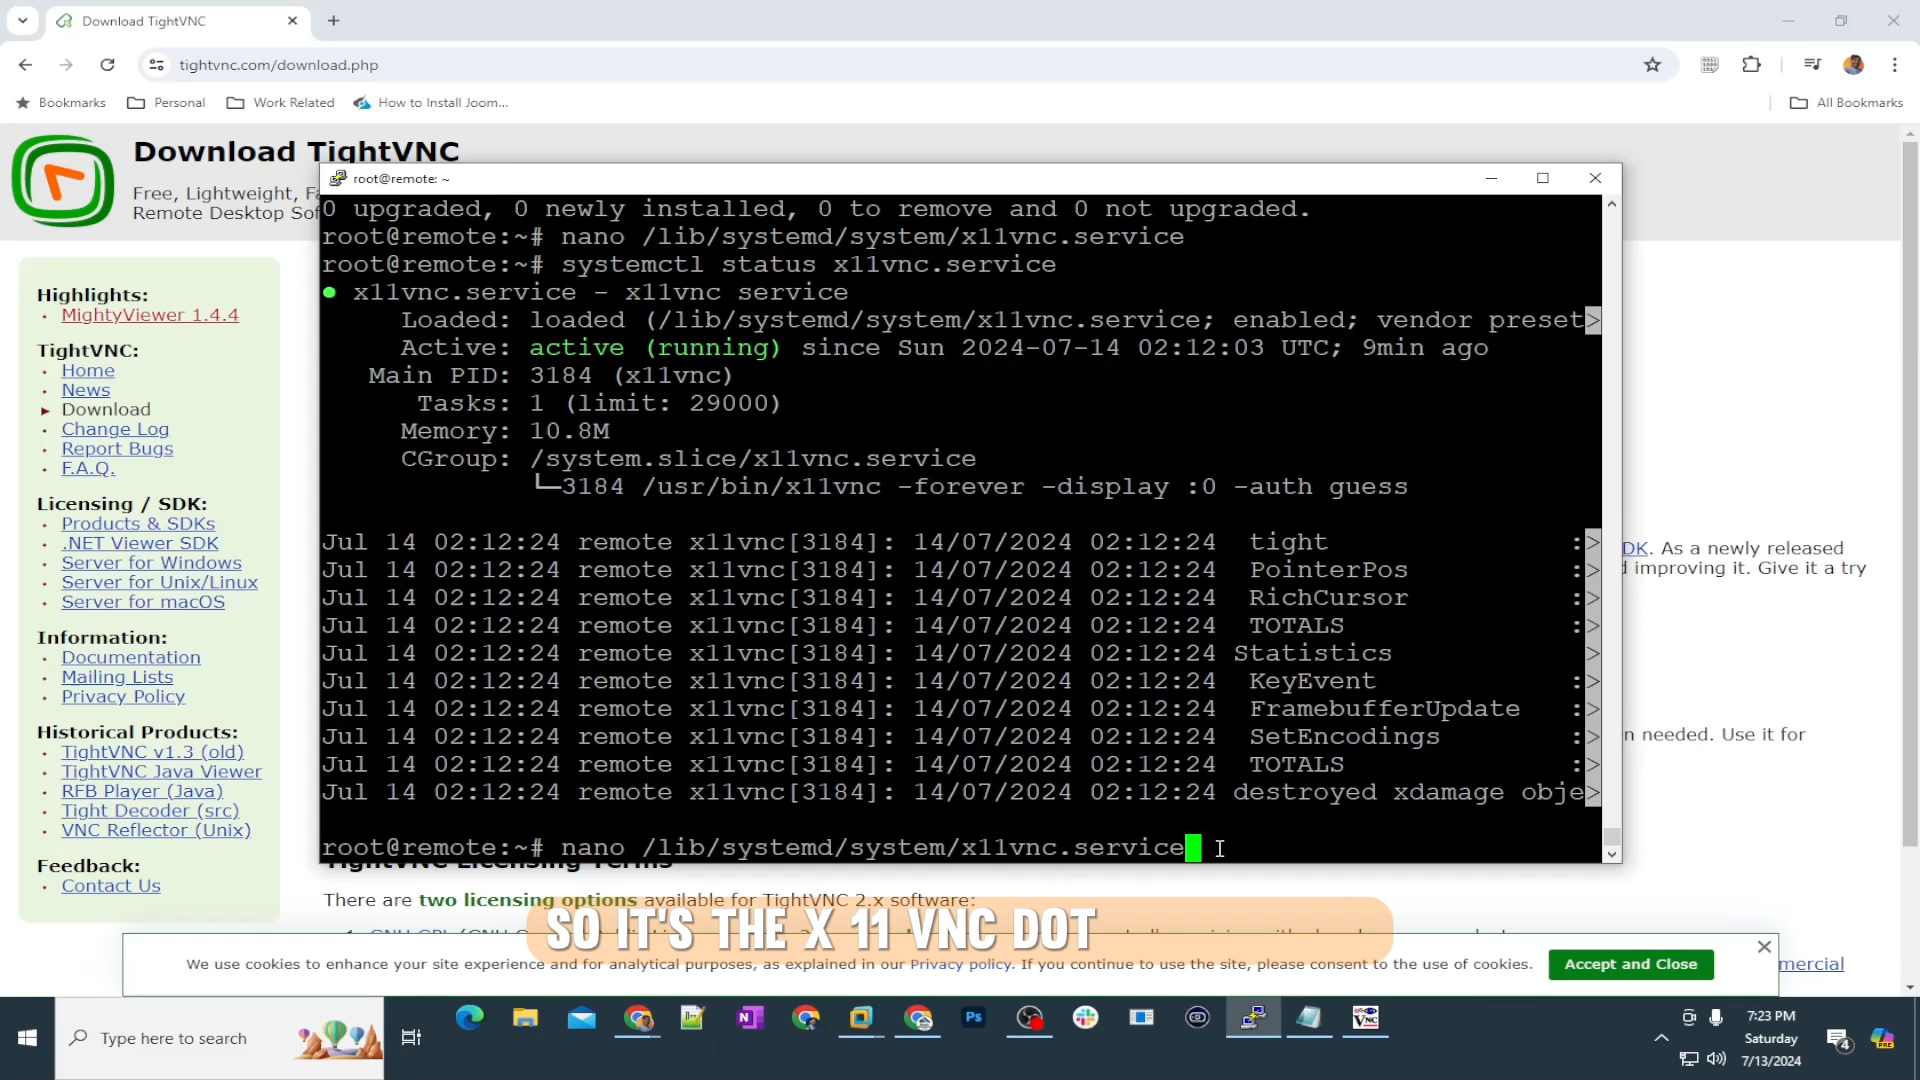 Download TightVNC
tightvnc.com/download.php
Bookmarks
Personal
Work Related
How to Install Joom...
All Bookmarks
Download TightVNC
Free, Lightweight, Fa
Remote Desktop Sof
Highlights:
MightyViewer 1.4.4
TightVNC:
Home
News
Download
Change Log
Report Bugs
F.A.Q.
Licensing / SDK:
Products & SDKs
.NET Viewer SDK
Server for Windows
Server for Unix/Linux
Server for macOS
Information:
Documentation
Mailing Lists
Privacy Policy
Historical Products:
TightVNC v1.3 (old)
TightVNC Java Viewer
RFB Player (Java)
Tight Decoder (src)
VNC Reflector (Unix)
Feedback:
Contact Us
root@remote: ~
0 upgraded, 0 newly installed, 0 to remove and 0 not upgraded.
root@remote:~# nano /lib/systemd/system/x11vnc.service
root@remote:~# systemctl status x11vnc.service
● x11vnc.service - x11vnc service
Loaded: loaded (/lib/systemd/system/x11vnc.service; enabled; vendor preset>
Active: active (running) since Sun 2024-07-14 02:12:03 UTC; 9min ago
Main PID: 3184 (x11vnc)
Tasks: 1 (limit: 29000)
Memory: 10.8M
CGroup: /system.slice/x11vnc.service
└─3184 /usr/bin/x11vnc -forever -display :0 -auth guess
Jul 14 02:12:24 remote x11vnc[3184]: 14/07/2024 02:12:24 tight :>
Jul 14 02:12:24 remote x11vnc[3184]: 14/07/2024 02:12:24 PointerPos :>
Jul 14 02:12:24 remote x11vnc[3184]: 14/07/2024 02:12:24 RichCursor :>
Jul 14 02:12:24 remote x11vnc[3184]: 14/07/2024 02:12:24 TOTALS :>
Jul 14 02:12:24 remote x11vnc[3184]: 14/07/2024 02:12:24 Statistics >
Jul 14 02:12:24 remote x11vnc[3184]: 14/07/2024 02:12:24 KeyEvent :>
Jul 14 02:12:24 remote x11vnc[3184]: 14/07/2024 02:12:24 FramebufferUpdate :>
Jul 14 02:12:24 remote x11vnc[3184]: 14/07/2024 02:12:24 SetEncodings :>
Jul 14 02:12:24 remote x11vnc[3184]: 14/07/2024 02:12:24 TOTALS :>
Jul 14 02:12:24 remote x11vnc[3184]: 14/07/2024 02:12:24 destroyed xdamage obje>
root@remote:~# nano /lib/systemd/system/x11vnc.service
DK. As a newly released
improving it. Give it a try
n needed. Use it for
TightVNC Licensing Terms
There are two licensing options available for TightVNC 2.x software:
SO IT'S THE X 11 VNC DOT
We use cookies to enhance your site experience and for analytical purposes, as explained in our Privacy policy. If you continue to use the site, please consent to the use of cookies.
Accept and Close
mmercial
Type here to search
Ps
VNC
7:23 PM
Saturday
7/13/2024
4
PRE